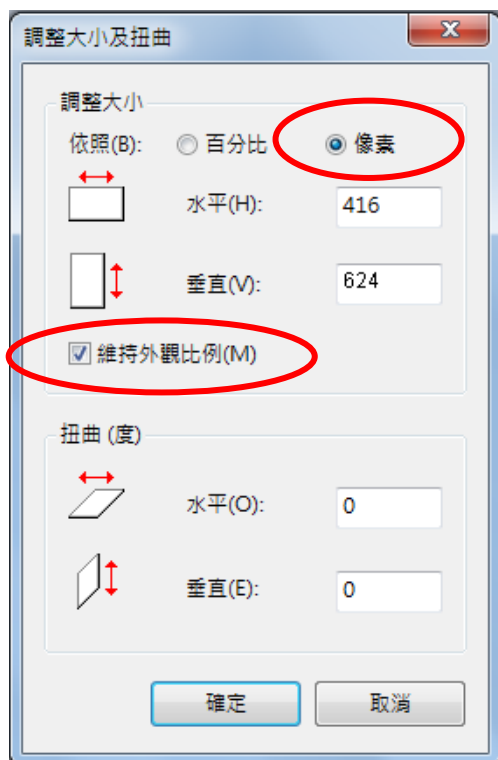 調整大小及扭曲
調整大小
依照(B): 百分比 像素
水平(H): 416
垂直(V): 624
維持外觀比例(M)
扭曲 (度)
水平(O): 0
垂直(E): 0
確定 取消